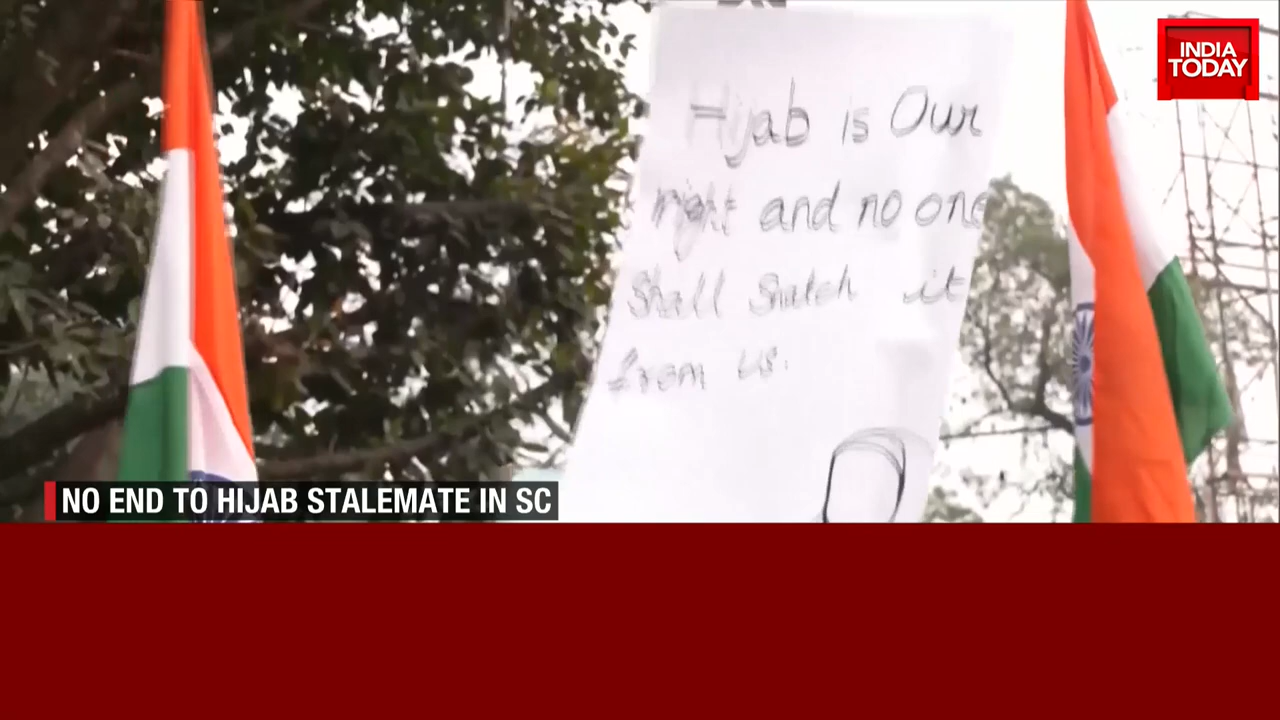 INDIA
TODAY
Hijab is Our
right and no one
Shall Snatch it
from us.
NO END TO HIJAB STALEMATE IN SC